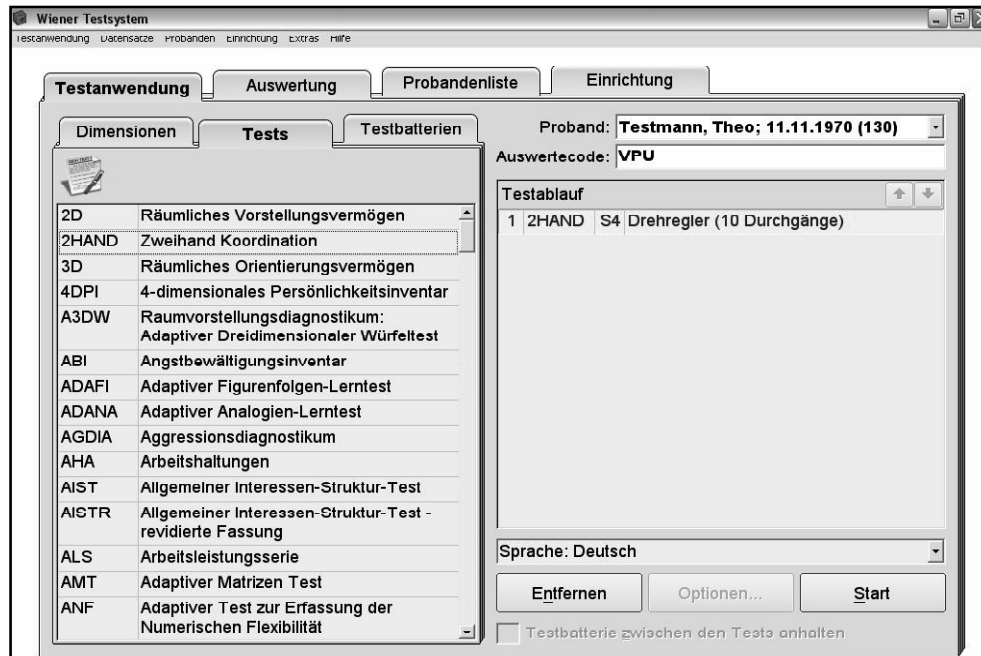 Wiener Testsystem
Testanwendung Datensätze Probanden Einrichtung Extras Hilfe
Testanwendung Auswertung Probandenliste Einrichtung
Dimensionen Tests Testbatterien
2D Räumliches Vorstellungsvermögen
2HAND Zweihand Koordination
3D Räumliches Orientierungsvermögen
4DPI 4-dimensionales Persönlichkeitsinventar
A3DW Raumvorstellungsdiagnostikum:
Adaptiver Dreidimensionaler Würfeltest
ABI Angstbewältigungsinventar
ADAFI Adaptiver Figurenfolgen-Lerntest
ADANA Adaptiver Analogien-Lerntest
AGDIA Aggressionsdiagnostikum
AHA Arbeitshaltungen
AIST Allgemeiner Interessen-Struktur-Test
AISTR Allgemeiner Interessen-Struktur-Test -
revidierte Fassung
ALS Arbeitsleistungsserie
AMT Adaptiver Matrizen Test
ANF Adaptiver Test zur Erfassung der
Numerischen Flexibilität
Proband: Testmann, Theo; 11.11.1970 (130)
Auswertecode: VPU
Testablauf
1 2HAND S4 Drehregler (10 Durchgänge)
Sprache: Deutsch
Entfernen Optionen... Start
Testbatterie zwischen den Tests anhalten